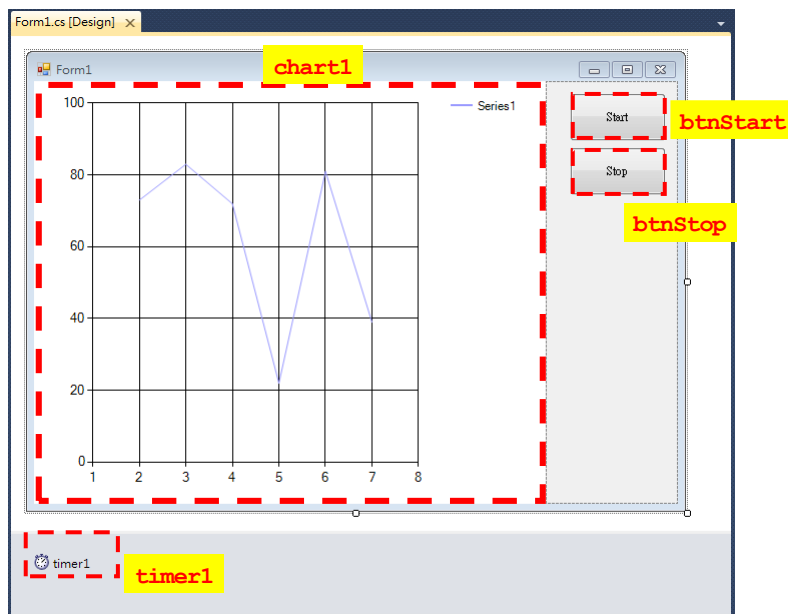 Form1.cs [Design]
Form1
chart1
100
80
60
40
20
0
1 2 3 4 5 6 7 8
Series1
Start
btnStart
Stop
btnStop
timer1
timer1